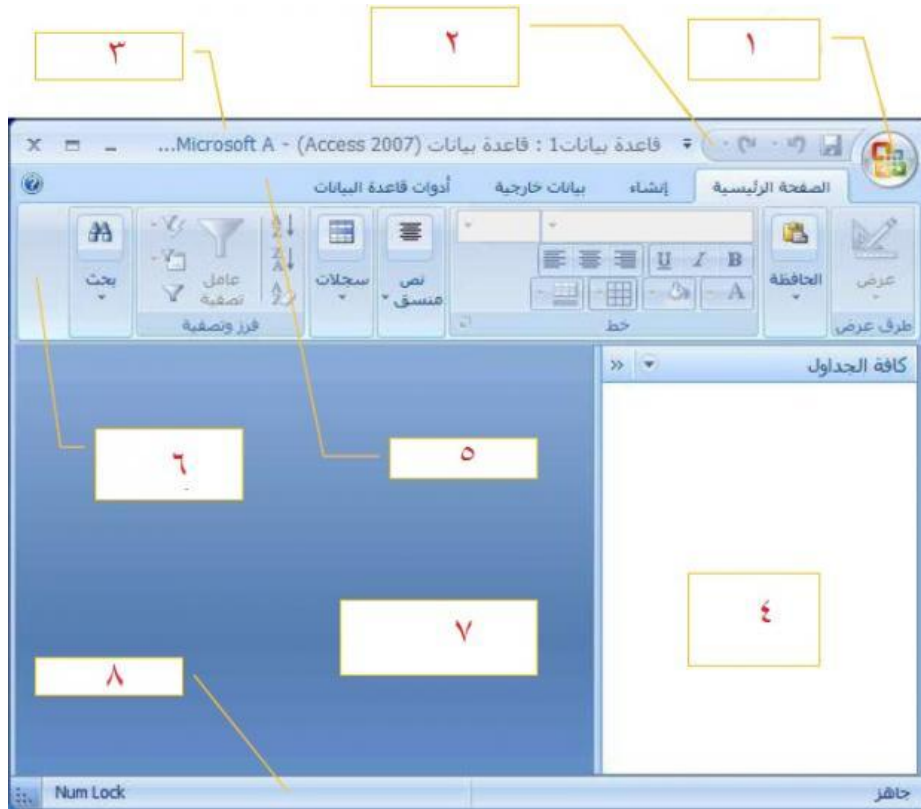 ١
٢
٣
قاعدة بيانات1 : قاعدة بيانات (Access 2007) - Microsoft A...
الصفحة الرئيسية إنشاء بيانات خارجية أدوات قاعدة البيانات
عرض
طرق عرض
الحافظة
B I U
A
خط
نص منسق
سجلات
عامل تصفية
فرز وتصفية
بحث
كافة الجداول
٤
٥
٦
٧
٨
جاهز
Num Lock